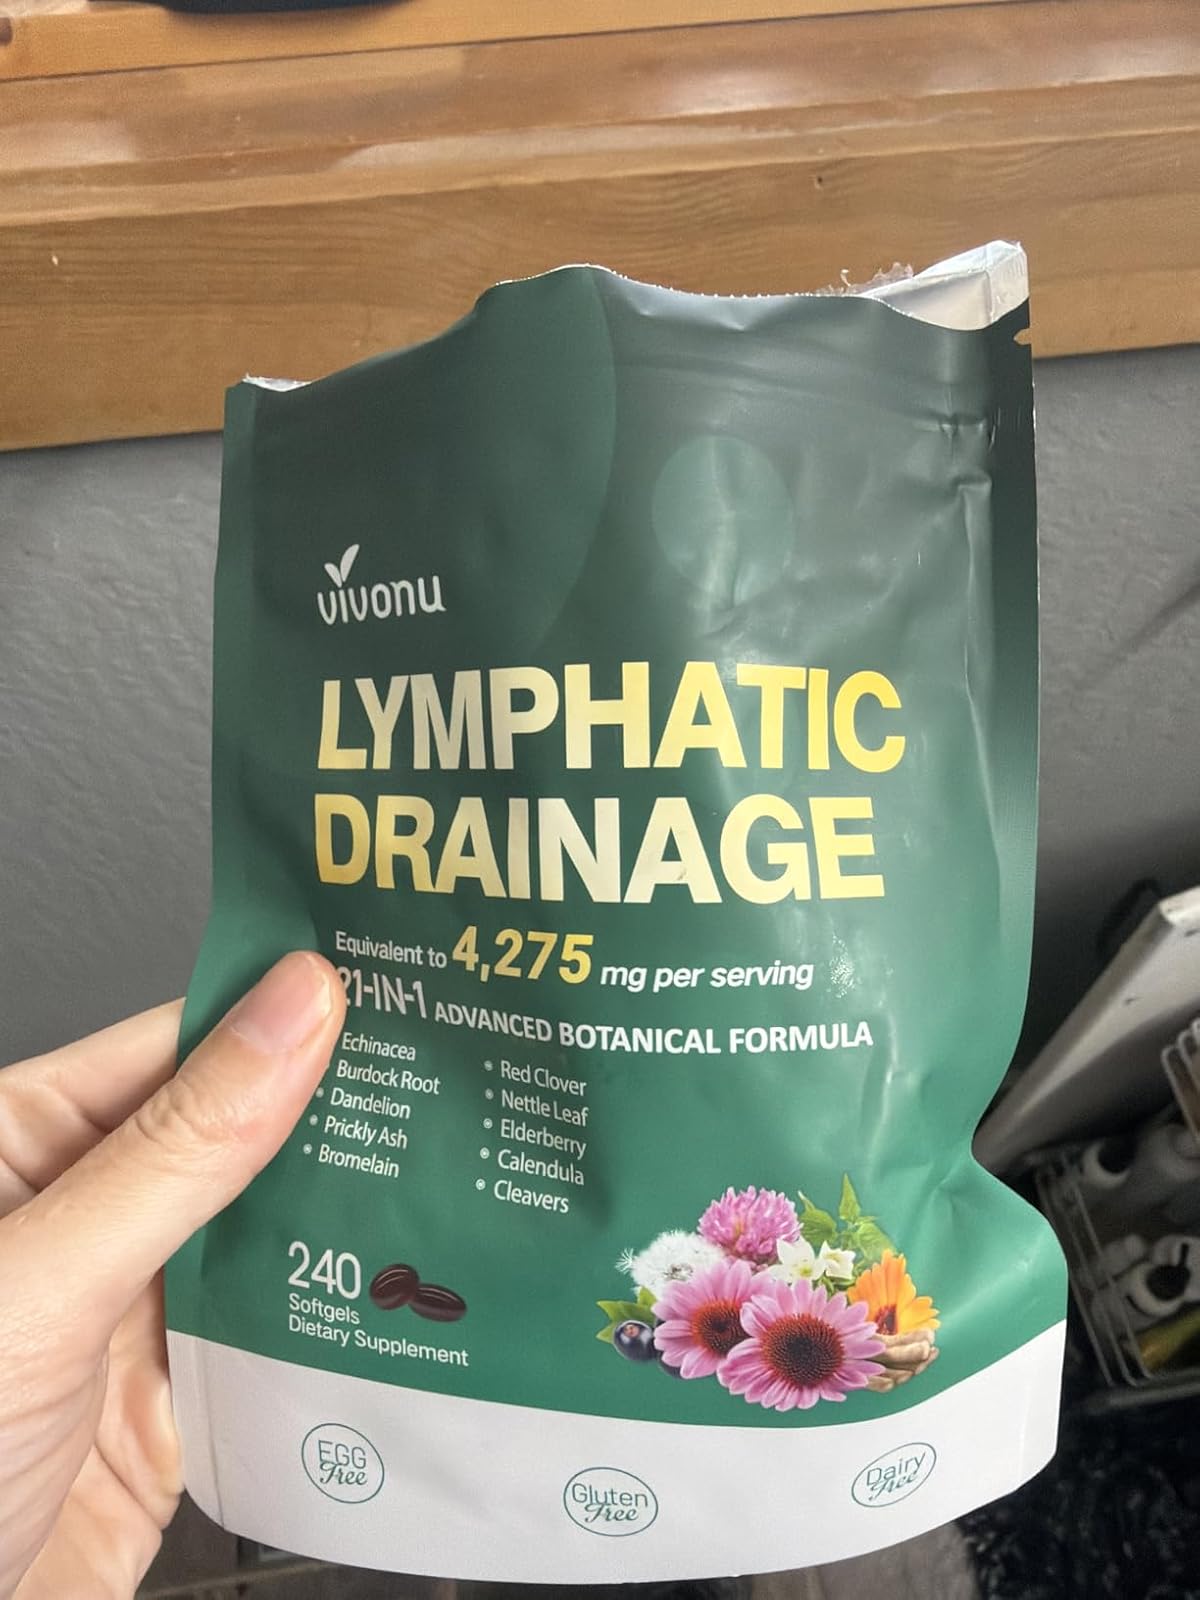 vivonu
LYMPHATIC
DRAINAGE
Equivalent to 4,275 mg per serving
21-IN-1 ADVANCED BOTANICAL FORMULA
Echinacea
• Burdock Root
• Dandelion
• Prickly Ash
• Bromelain
• Red Clover
• Nettle Leaf
• Elderberry
• Calendula
• Cleavers
240
Softgels
Dietary Supplement
EGG
Free
Gluten
Free
Dairy
Free